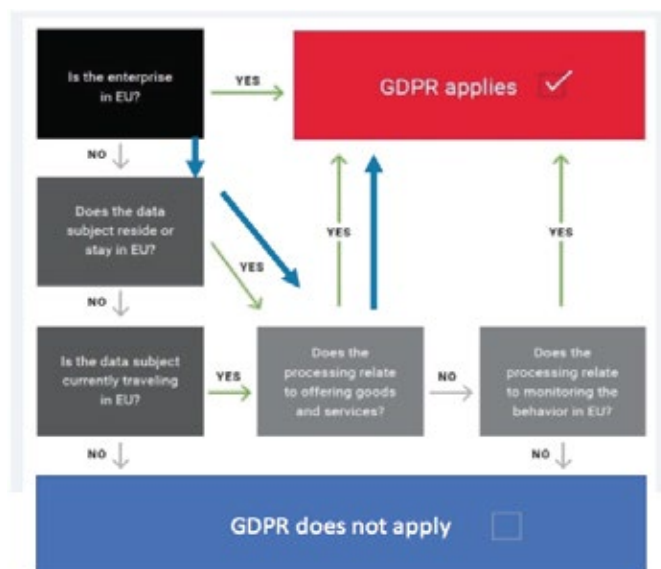 Is the enterprise
in EU?
YES
GDPR applies
NO
Does the data
subject reside or
stay in EU?
YES
YES
YES
NO
Is the data subject
currently traveling
in EU?
YES
Does the
processing relate
to offering goods
and services?
NO
Does the
processing relate
to monitoring the
behavior in EU?
NO
NO
GDPR does not apply